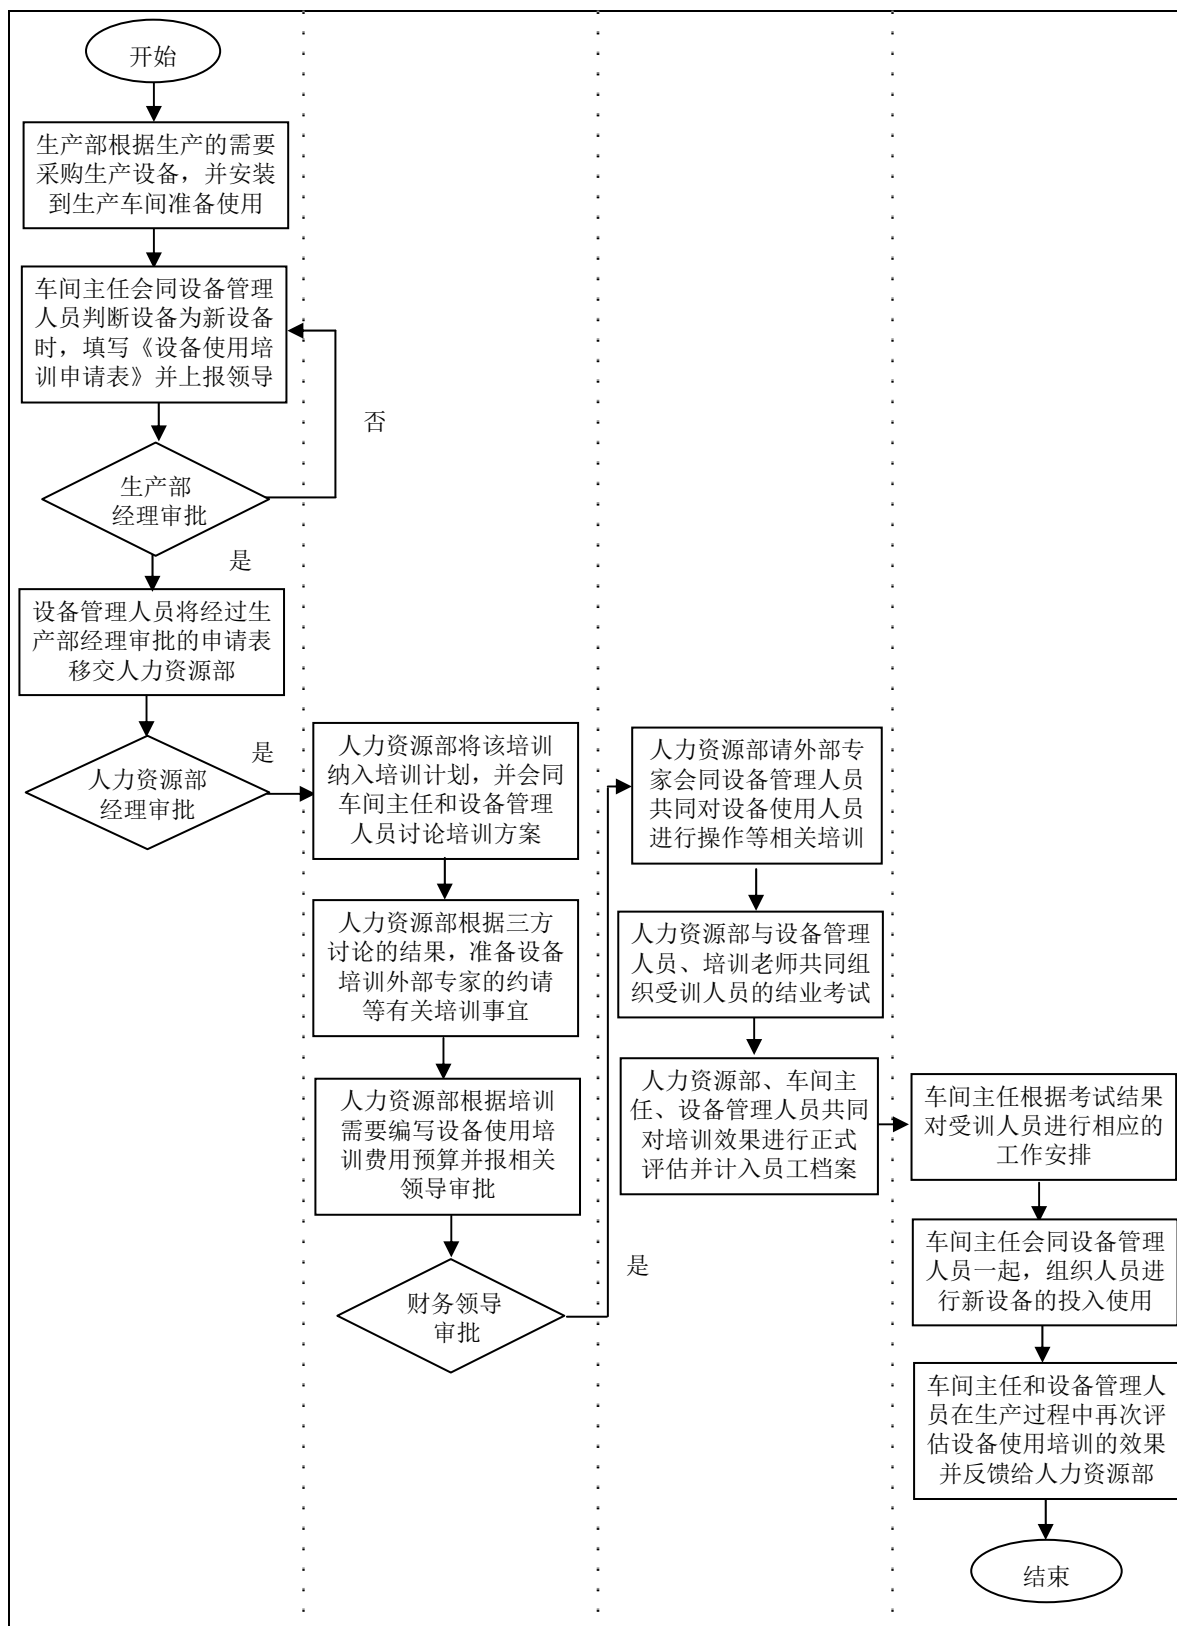 开始
生产部根据生产的需要
采购生产设备，并安装
到生产车间准备使用
车间主任会同设备管理
人员判断设备为新设备
时，填写《设备使用培
训申请表》并上报领导
否
生产部
经理审批
是
设备管理人员将经过生
产部经理审批的申请表
移交人力资源部
人力资源部
经理审批
是
人力资源部将该培训
纳入培训计划，并会同
车间主任和设备管理
人员讨论培训方案
人力资源部根据三方
讨论的结果，准备设备
培训外部专家的约请
等有关培训事宜
人力资源部根据培训
需要编写设备使用培
训费用预算并报相关
领导审批
财务领导
审批
是
人力资源部请外部专
家会同设备管理人员
共同对设备使用人员
进行操作等相关培训
人力资源部与设备管理
人员、培训老师共同组
织受训人员的结业考试
人力资源部、车间主
任、设备管理人员共同
对培训效果进行正式
评估并计入员工档案
车间主任根据考试结果
对受训人员进行相应的
工作安排
车间主任会同设备管理
人员一起，组织人员进
行新设备的投入使用
车间主任和设备管理人
员在生产过程中再次评
估设备使用培训的效果
并反馈给人力资源部
结束